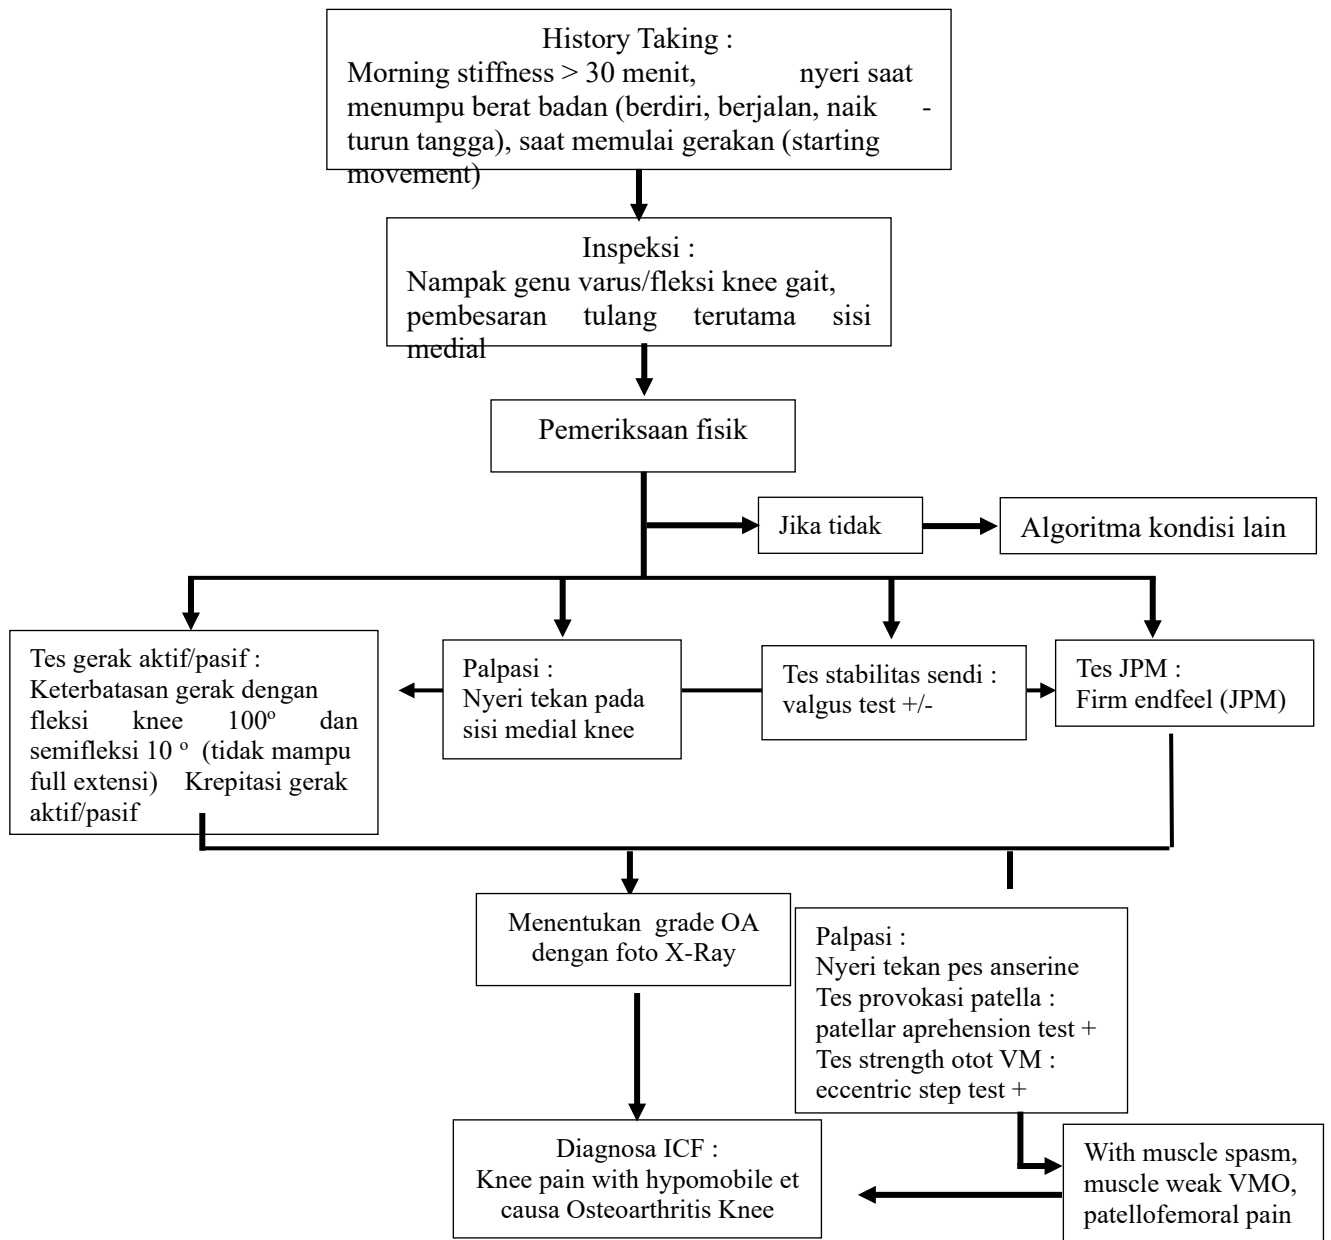 History Taking :
Morning stiffness > 30 menit, nyeri saat
menumpu berat badan (berdiri, berjalan, naik -
turun tangga), saat memulai gerakan (starting
movement)
Inspeksi :
Nampak genu varus/fleksi knee gait,
pembesaran tulang terutama sisi
medial
Pemeriksaan fisik
Jika tidak
Algoritma kondisi lain
Tes gerak aktif/pasif :
Keterbatasan gerak dengan
fleksi knee 100º dan
semifleksi 10 º (tidak mampu
full extensi) Krepitasi gerak
aktif/pasif
Palpasi :
Nyeri tekan pada
sisi medial knee
Tes stabilitas sendi :
valgus test +/-
Tes JPM :
Firm endfeel (JPM)
Menentukan grade OA
dengan foto X-Ray
Palpasi :
Nyeri tekan pes anserine
Tes provokasi patella :
patellar aprehension test +
Tes strength otot VM :
eccentric step test +
Diagnosa ICF :
Knee pain with hypomobile et
causa Osteoarthritis Knee
With muscle spasm,
muscle weak VMO,
patellofemoral pain